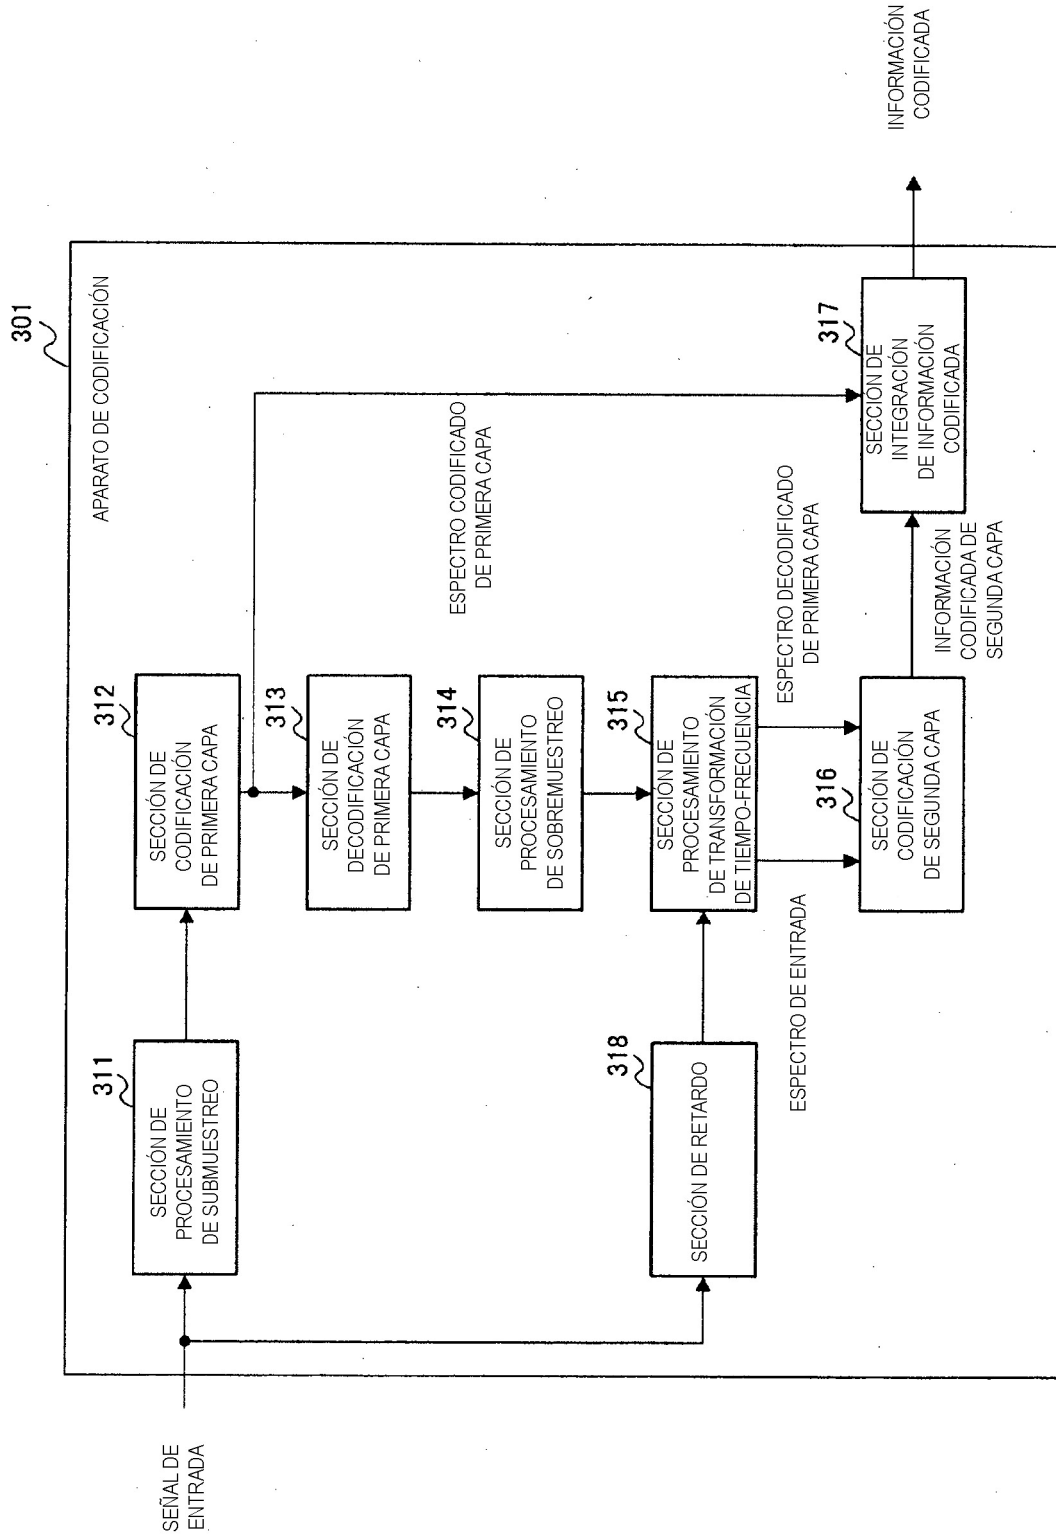 301
APARATO DE CODIFICACIÓN
SEÑAL DE
ENTRADA
311
SECCIÓN DE
PROCESAMIENTO
DE SUBMUESTREO
312
SECCIÓN DE
CODIFICACIÓN
DE PRIMERA CAPA
313
SECCIÓN DE
DECODIFICACIÓN
DE PRIMERA CAPA
ESPECTRO CODIFICADO
DE PRIMERA CAPA
314
SECCIÓN DE
PROCESAMIENTO
DE SOBREMUESTREO
318
SECCIÓN DE RETARDO
315
SECCIÓN DE
PROCESAMIENTO
DE TRANSFORMACIÓN
DE TIEMPO-FRECUENCIA
ESPECTRO DE ENTRADA
ESPECTRO DECODIFICADO
DE PRIMERA CAPA
316
SECCIÓN DE
CODIFICACIÓN
DE SEGUNDA CAPA
INFORMACIÓN
CODIFICADA DE
SEGUNDA CAPA
317
SECCIÓN DE
INTEGRACIÓN
DE INFORMACIÓN
CODIFICADA
INFORMACIÓN
CODIFICADA